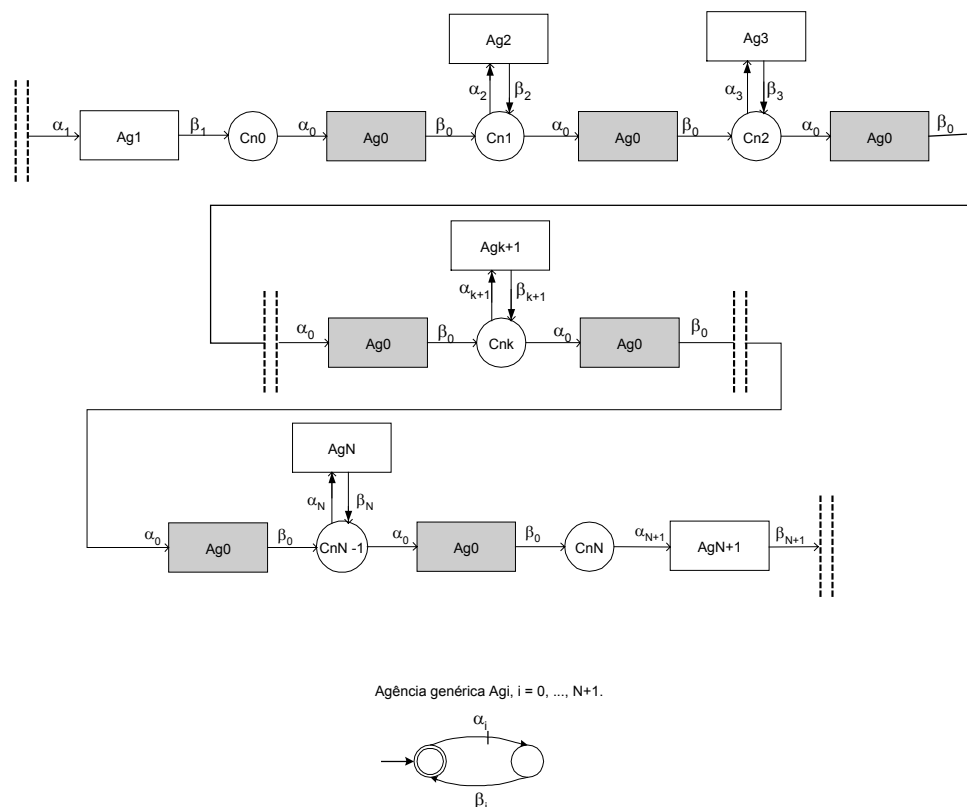 Ag2 Ag3
α2 β2 α3 β3
α1 Ag1 β1 Cn0 α0 Ag0 β0 Cn1 α0 Ag0 β0 Cn2 α0 Ag0 β0
Agk+1
αk+1 βk+1
α0 Ag0 β0 Cnk α0 Ag0 β0
AgN
αN βN
α0 Ag0 β0 CnN -1 α0 Ag0 β0 CnN αN+1 AgN+1 βN+1
Agência genérica Agi, i = 0, ..., N+1.
αi
βi